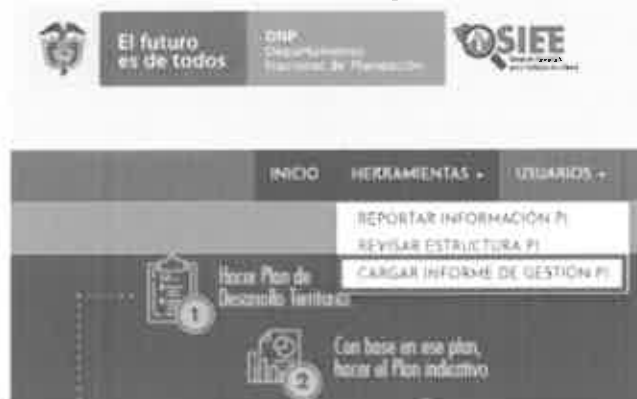 El futuro
es de todos
DNP
Departamento
Nacional de Planeación
SIEE
INICIO HERRAMIENTAS USUARIOS
REPORTAR INFORMACIÓN PI
REVISAR ESTRUCTURA PI
CARGAR INFORME DE GESTIÓN PI
Hacer Plan de
Desarrollo Territorial
1
Con base en ese plan,
hacer el Plan indicativo
2